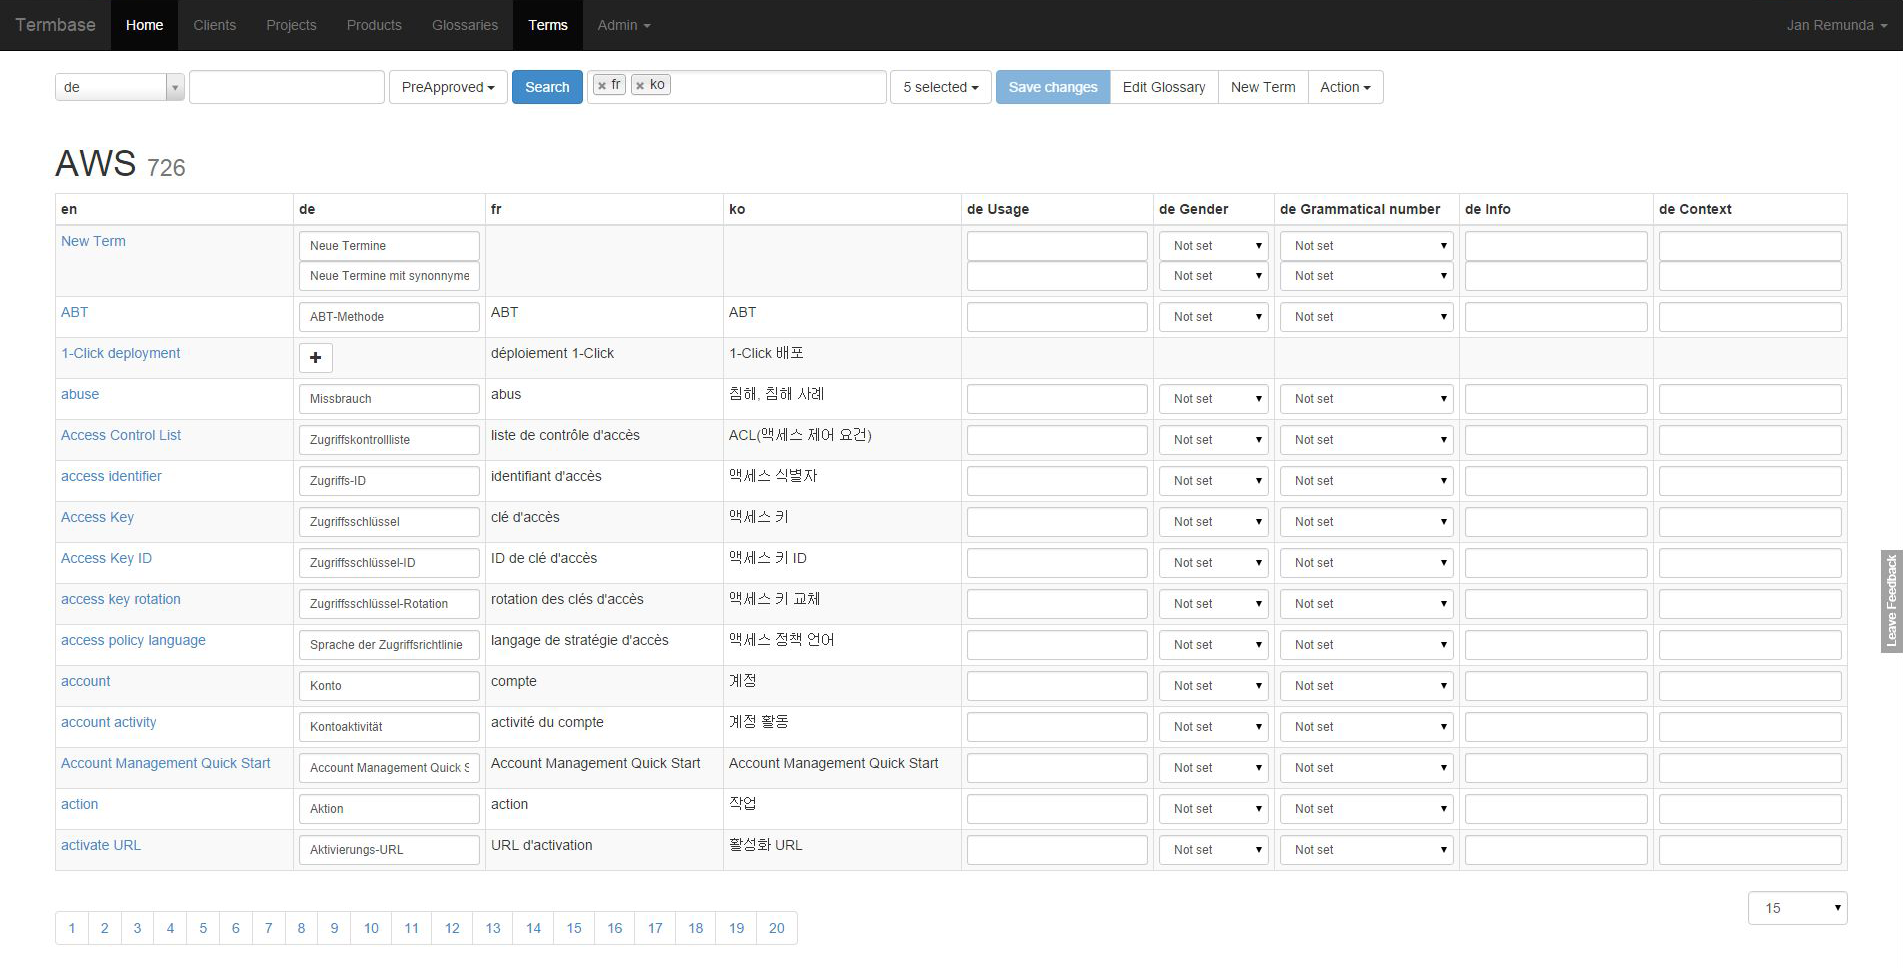 Termbase Home Clients Projects Products Glossaries Terms Admin Jan Remunda
de PreApproved Search fr ko 5 selected Save changes Edit Glossary New Term Action
AWS 726
en de fr ko de Usage de Gender de Grammatical number de Info de Context
New Term Neue Termine Not set Not set
Neue Termine mit synonnyme Not set Not set
ABT ABT-Methode ABT ABT Not set Not set
1-Click deployment déploiement 1-Click 1-Click 배포
abuse Missbrauch abus 침해, 침해 사례 Not set Not set
Access Control List Zugriffskontrollliste liste de contrôle d'accès ACL(액세스 제어 요건) Not set Not set
access identifier Zugriffs-ID identifiant d'accès 액세스 식별자 Not set Not set
Access Key Zugriffsschlüssel clé d'accès 액세스 키 Not set Not set
Access Key ID Zugriffsschlüssel-ID ID de clé d'accès 액세스 키 ID Not set Not set
access key rotation Zugriffsschlüssel-Rotation rotation des clés d'accès 액세스 키 교체 Not set Not set
access policy language Sprache der Zugriffsrichtlinie langage de stratégie d'accès 액세스 정책 언어 Not set Not set
account Konto compte 계정 Not set Not set
account activity Kontoaktivität activité du compte 계정 활동 Not set Not set
Account Management Quick Start Account Management Quick S Account Management Quick Start Account Management Quick Start Not set Not set
action Aktion action 작업 Not set Not set
activate URL Aktivierungs-URL URL d'activation 활성화 URL Not set Not set
15
1 2 3 4 5 6 7 8 9 10 11 12 13 14 15 16 17 18 19 20
Leave Feedback